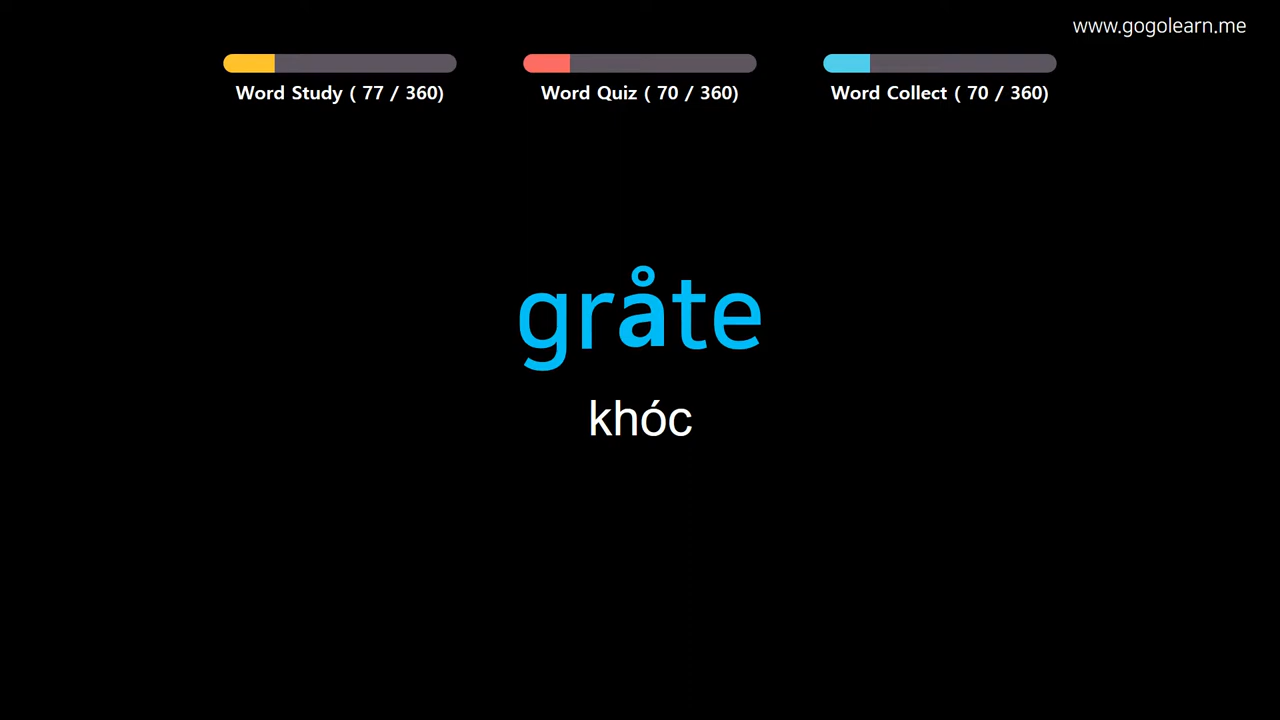 www.gogolearn.me
Word Study ( 77 / 360)
Word Quiz ( 70 / 360)
Word Collect ( 70 / 360)
gråte
khóc